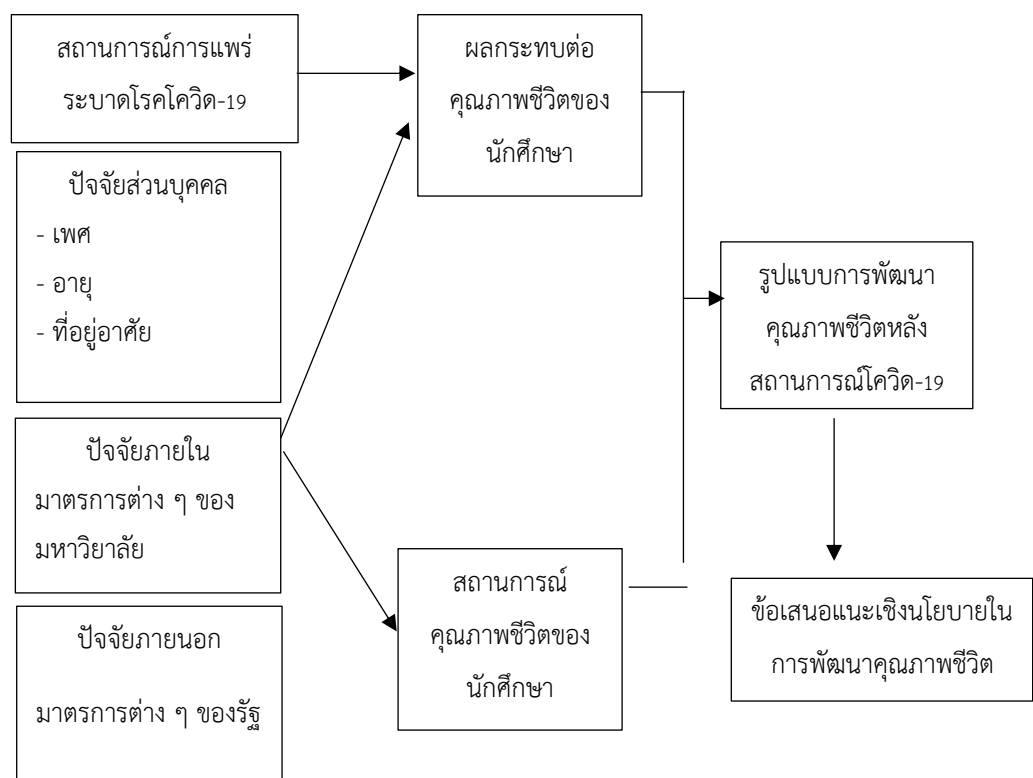 สถานการณ์การแพร่
ระบาดโรคโควิด-19
ปัจจัยส่วนบุคคล
- เพศ
- อายุ
- ที่อยู่อาศัย
ปัจจัยภายใน
มาตรการต่าง ๆ ของ
มหาวิยาลัย
ปัจจัยภายนอก
มาตรการต่าง ๆ ของรัฐ
ผลกระทบต่อ
คุณภาพชีวิตของ
นักศึกษา
สถานการณ์
คุณภาพชีวิตของ
นักศึกษา
รูปแบบการพัฒนา
คุณภาพชีวิตหลัง
สถานการณ์โควิด-19
ข้อเสนอแนะเชิงนโยบายใน
การพัฒนาคุณภาพชีวิต